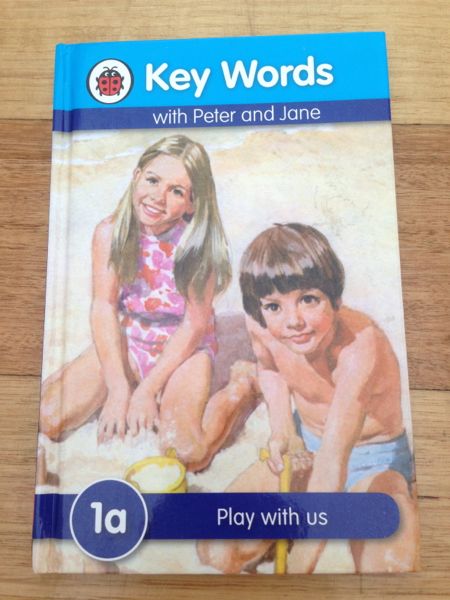 Key Words
with Peter and Jane
1a
Play with us